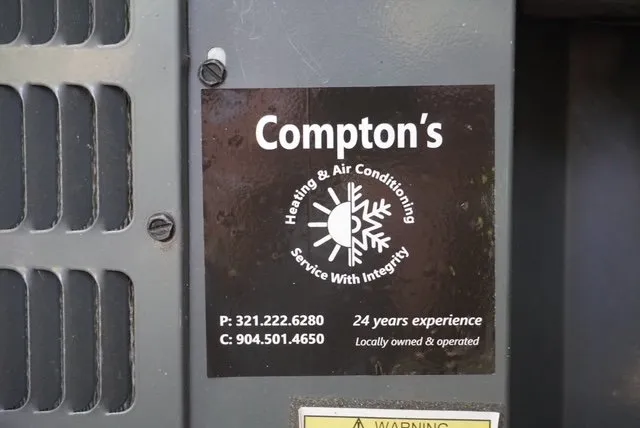 Compton's
Heating & Air Conditioning
Service With Integrity
P: 321.222.6280
24 years experience
C: 904.501.4650
Locally owned & operated
WARNING